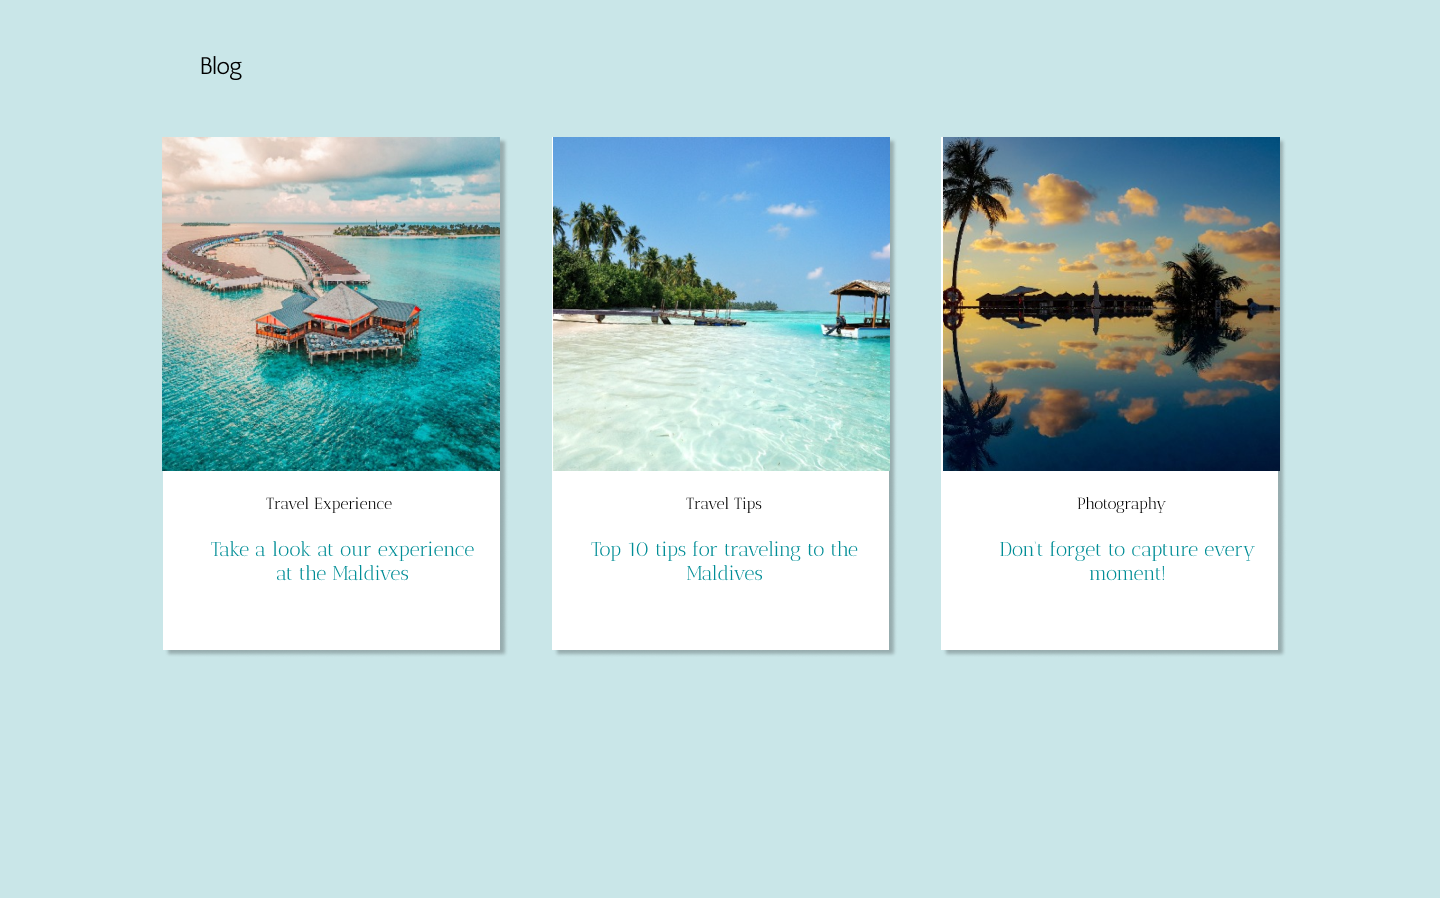 Blog
Travel Experience
Take a look at our experience
at the Maldives
Travel Tips
Top 10 tips for traveling to the
Maldives
Photography
Don't forget to capture every
moment!